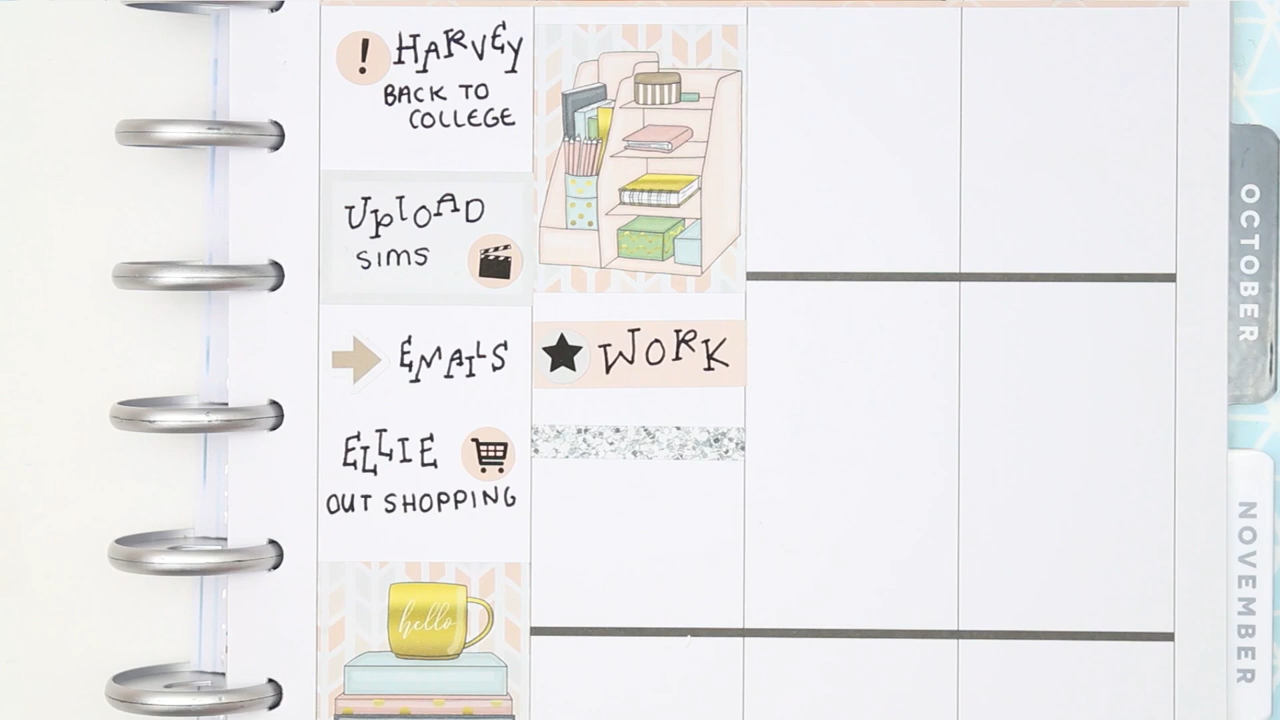 ! HARVEY
BACK TO
COLLEGE
UPLOAD
SIMS
EMAILS
ELLIE
OUT SHOPPING
hello
WORK
OCTOBER
NOVEMBER